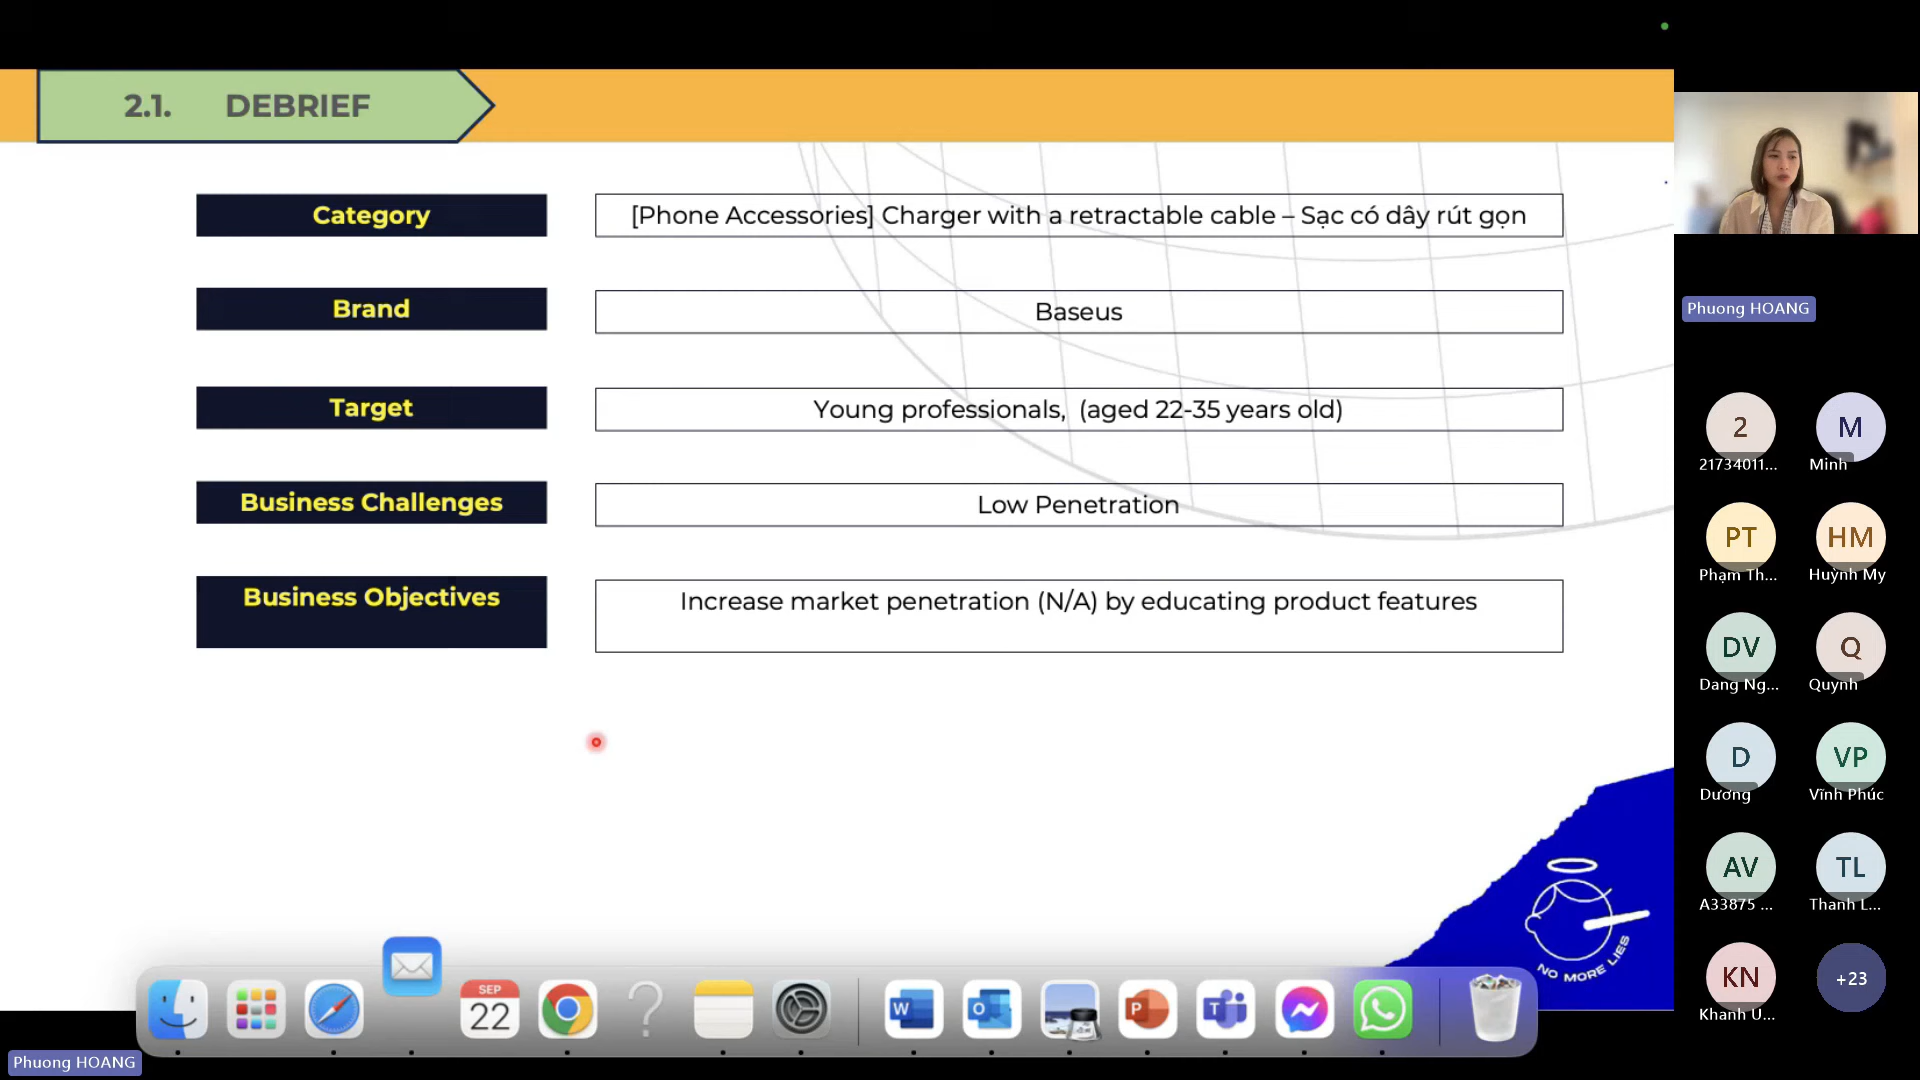 2.1. DEBRIEF
Category
[Phone Accessories] Charger with a retractable cable – Sạc có dây rút gọn
Brand
Baseus
Target
Young professionals, (aged 22-35 years old)
Business Challenges
Low Penetration
Business Objectives
Increase market penetration (N/A) by educating product features
NO MORE LIES
SEP
22
W
O
P
T
Phuong HOANG
Phuong HOANG
2
21734011...
M
Minh
PT
Phạm Th...
HM
Huỳnh My
DV
Dang Ng...
Q
Quynh
D
Dương
VP
Vĩnh Phúc
AV
A33875 ...
TL
Thanh L...
KN
Khanh U...
+23